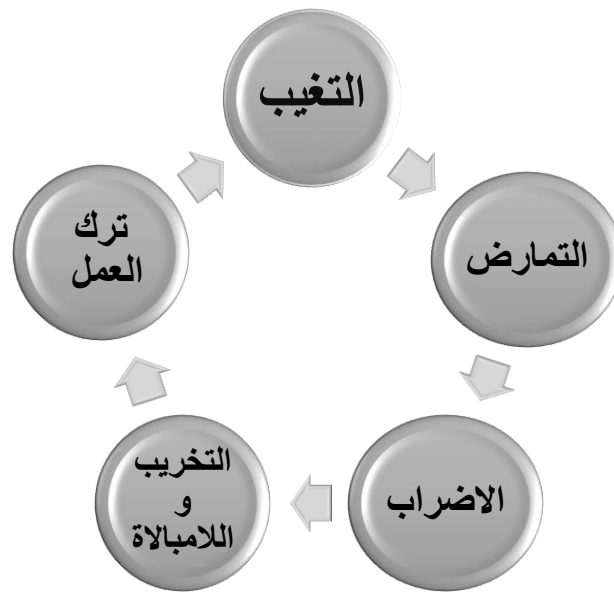 التغيب
التمارض
الاضراب
التخريب
و
اللامبالاة
ترك
العمل